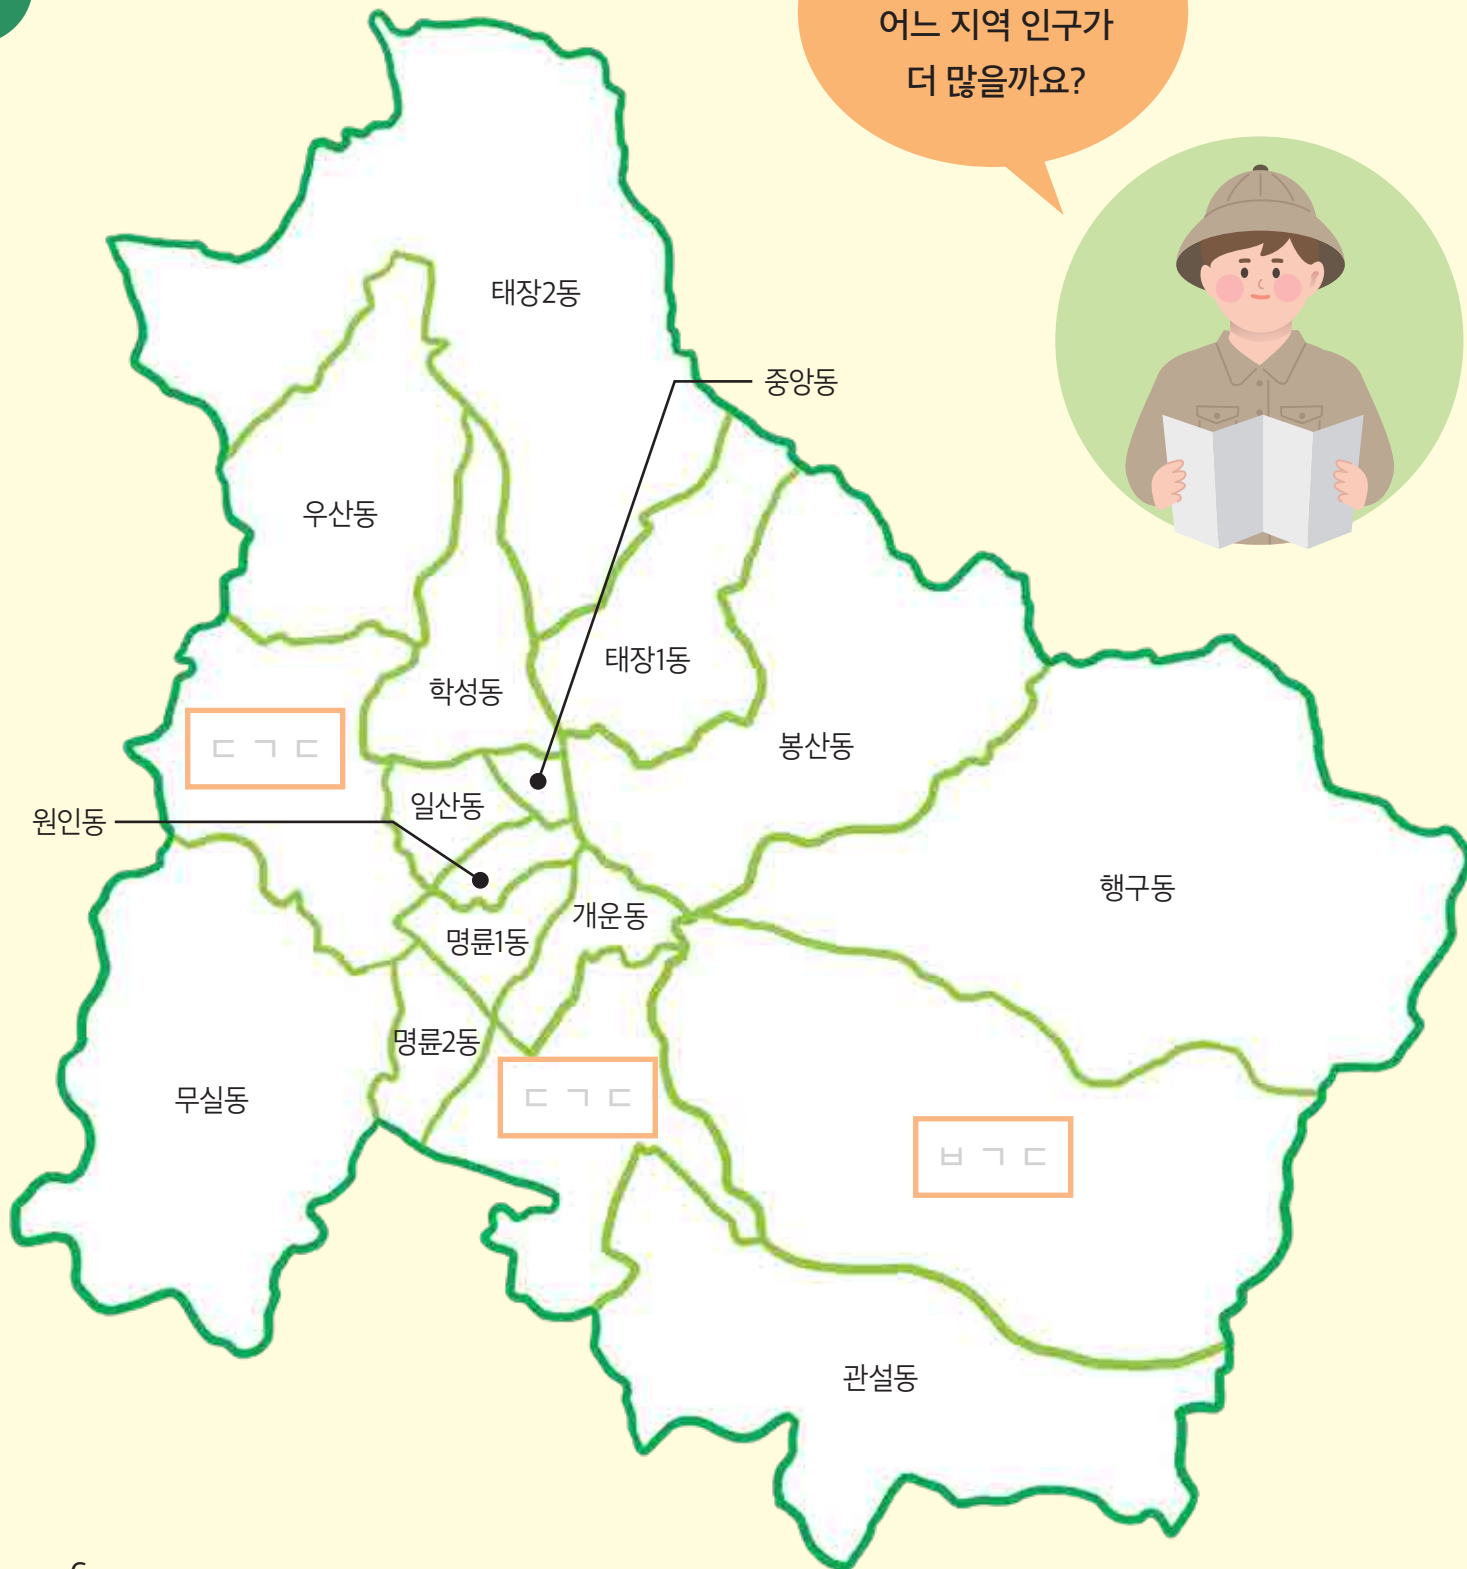 어느 지역 인구가
더 많을까요?
태장2동
중앙동
우산동
태장1동
학성동
ㄷ ㄱ ㄷ
봉산동
일산동
원인동
행구동
개운동
명륜1동
명륜2동
무실동
ㄷ ㄱ ㄷ
ㅂ ㄱ ㄷ
관설동